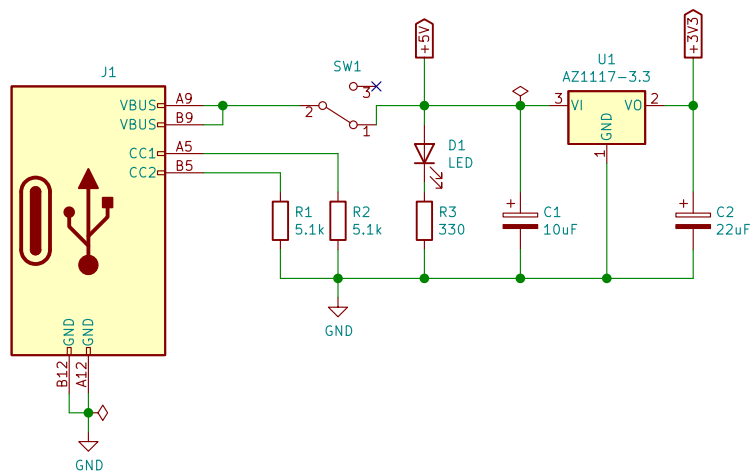 +5V
+3V3
J1
SW1
U1
AZ1117-3.3
VBUS A9
VBUS B9
CC1 A5
CC2 B5
2
3
1
3 VI
VO 2
GND
1
D1
LED
R1
5.1k
R2
5.1k
R3
330
C1
10uF
C2
22uF
+
+
GND
GND
GND
B12
A12
GND